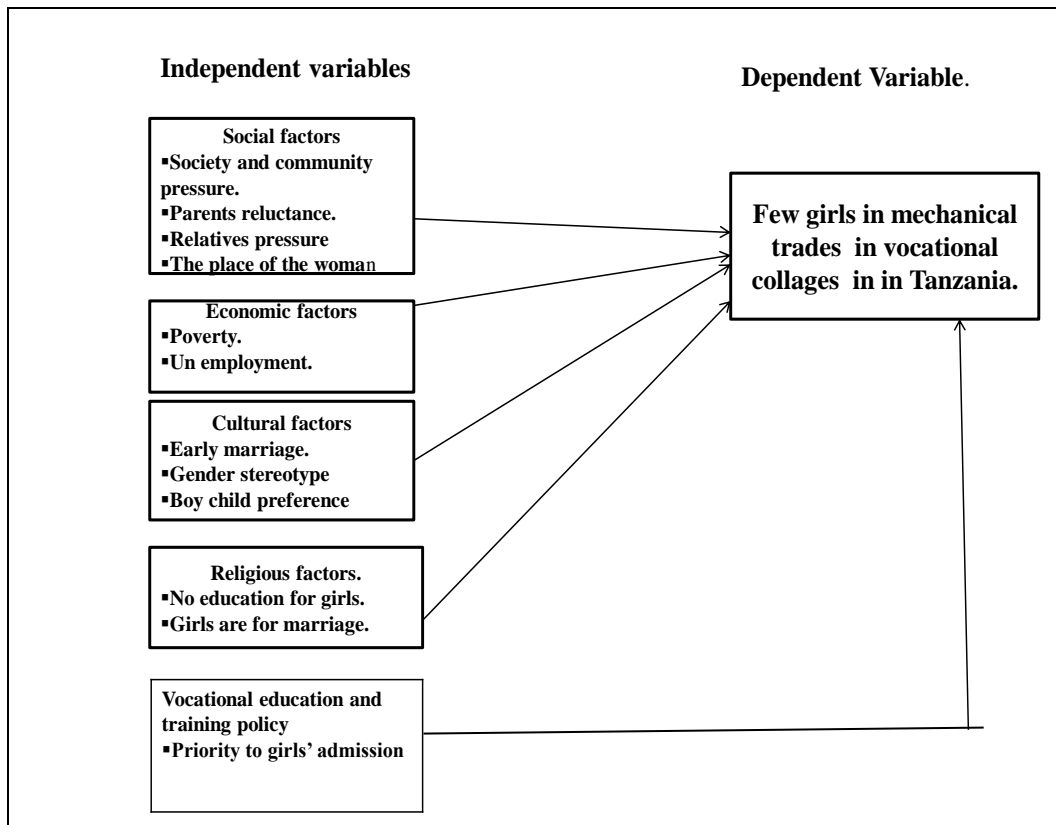 Independent variables
Dependent Variable.
Social factors
▪Society and community
pressure.
▪Parents reluctance.
▪Relatives pressure
▪The place of the woman
Economic factors
▪Poverty.
▪Un employment.
Cultural factors
▪Early marriage.
▪Gender stereotype
▪Boy child preference
Religious factors.
▪No education for girls.
▪Girls are for marriage.
Vocational education and
training policy
▪Priority to girls’ admission
Few girls in mechanical
trades in vocational
collages in in Tanzania.